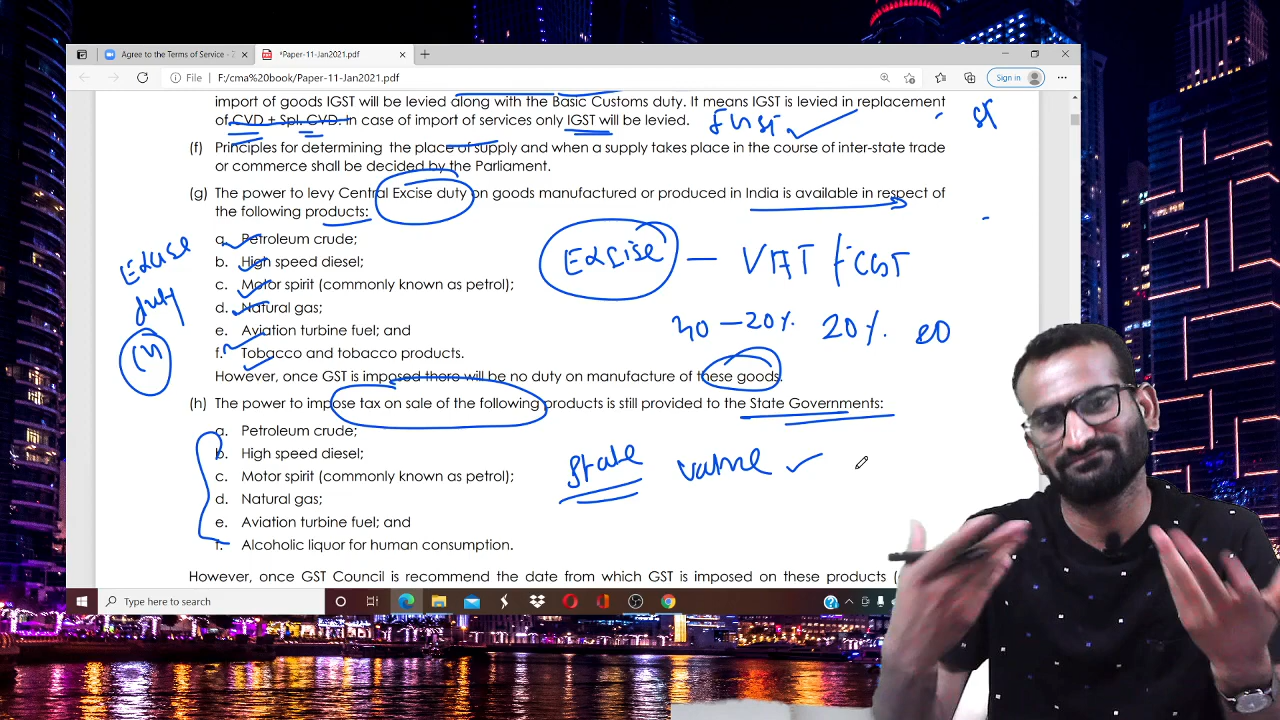 Agree to the Terms of Service -
*Paper-11-Jan2021.pdf
File
F:/cma%20book/Paper-11-Jan2021.pdf
Sign in
import of goods IGST will be levied along with the Basic Customs duty. It means IGST is levied in replacement
of CVD + Spl. CVD. In case of import of services only IGST will be levied.
(f) Principles for determining the place of supply and when a supply takes place in the course of inter-state trade
or commerce shall be decided by the Parliament.
(g) The power to levy Central Excise duty on goods manufactured or produced in India is available in respect of
the following products:
a. Petroleum crude;
b. High speed diesel;
c. Motor spirit (commonly known as petrol);
d. Natural gas;
e. Aviation turbine fuel; and
f. Tobacco and tobacco products.
Excise — VAT + CGST
20% 20%
duty
However, once GST is imposed there will be no duty on manufacture of these goods.
(h) The power to impose tax on sale of the following products is still provided to the State Governments:
a. Petroleum crude;
b. High speed diesel;
c. Motor spirit (commonly known as petrol);
d. Natural gas;
e. Aviation turbine fuel; and
f. Alcoholic liquor for human consumption.
State
However, once GST Council is recommend the date from which GST is imposed on these products
Type here to search